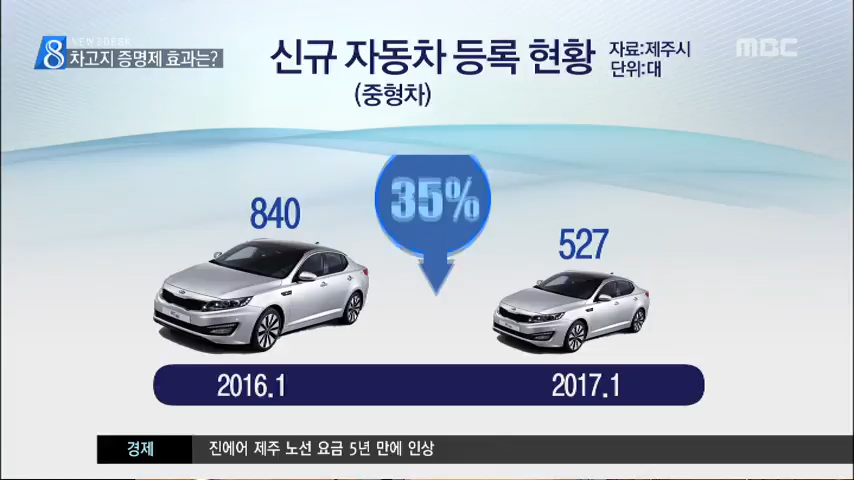 NEWSDESK
8 차고지 증명제 효과는?
신규 자동차 등록 현황
(중형차)
자료:제주시
단위:대
MBC
35%
840
527
2016.1
2017.1
경제 진에어 제주 노선 요금 5년 만에 인상